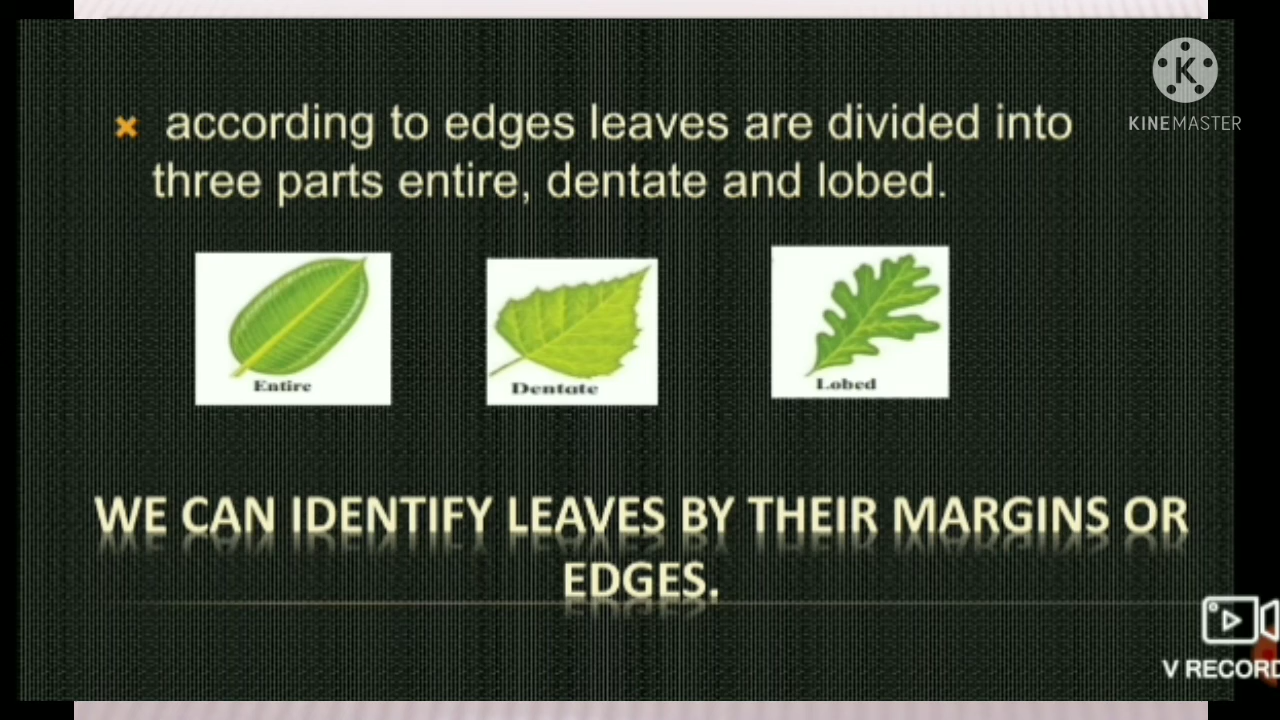 according to edges leaves are divided into
three parts entire, dentate and lobed.
Entire
Dentate
Lobed
WE CAN IDENTIFY LEAVES BY THEIR MARGINS OR
EDGES.
KINEMASTER
V RECORD